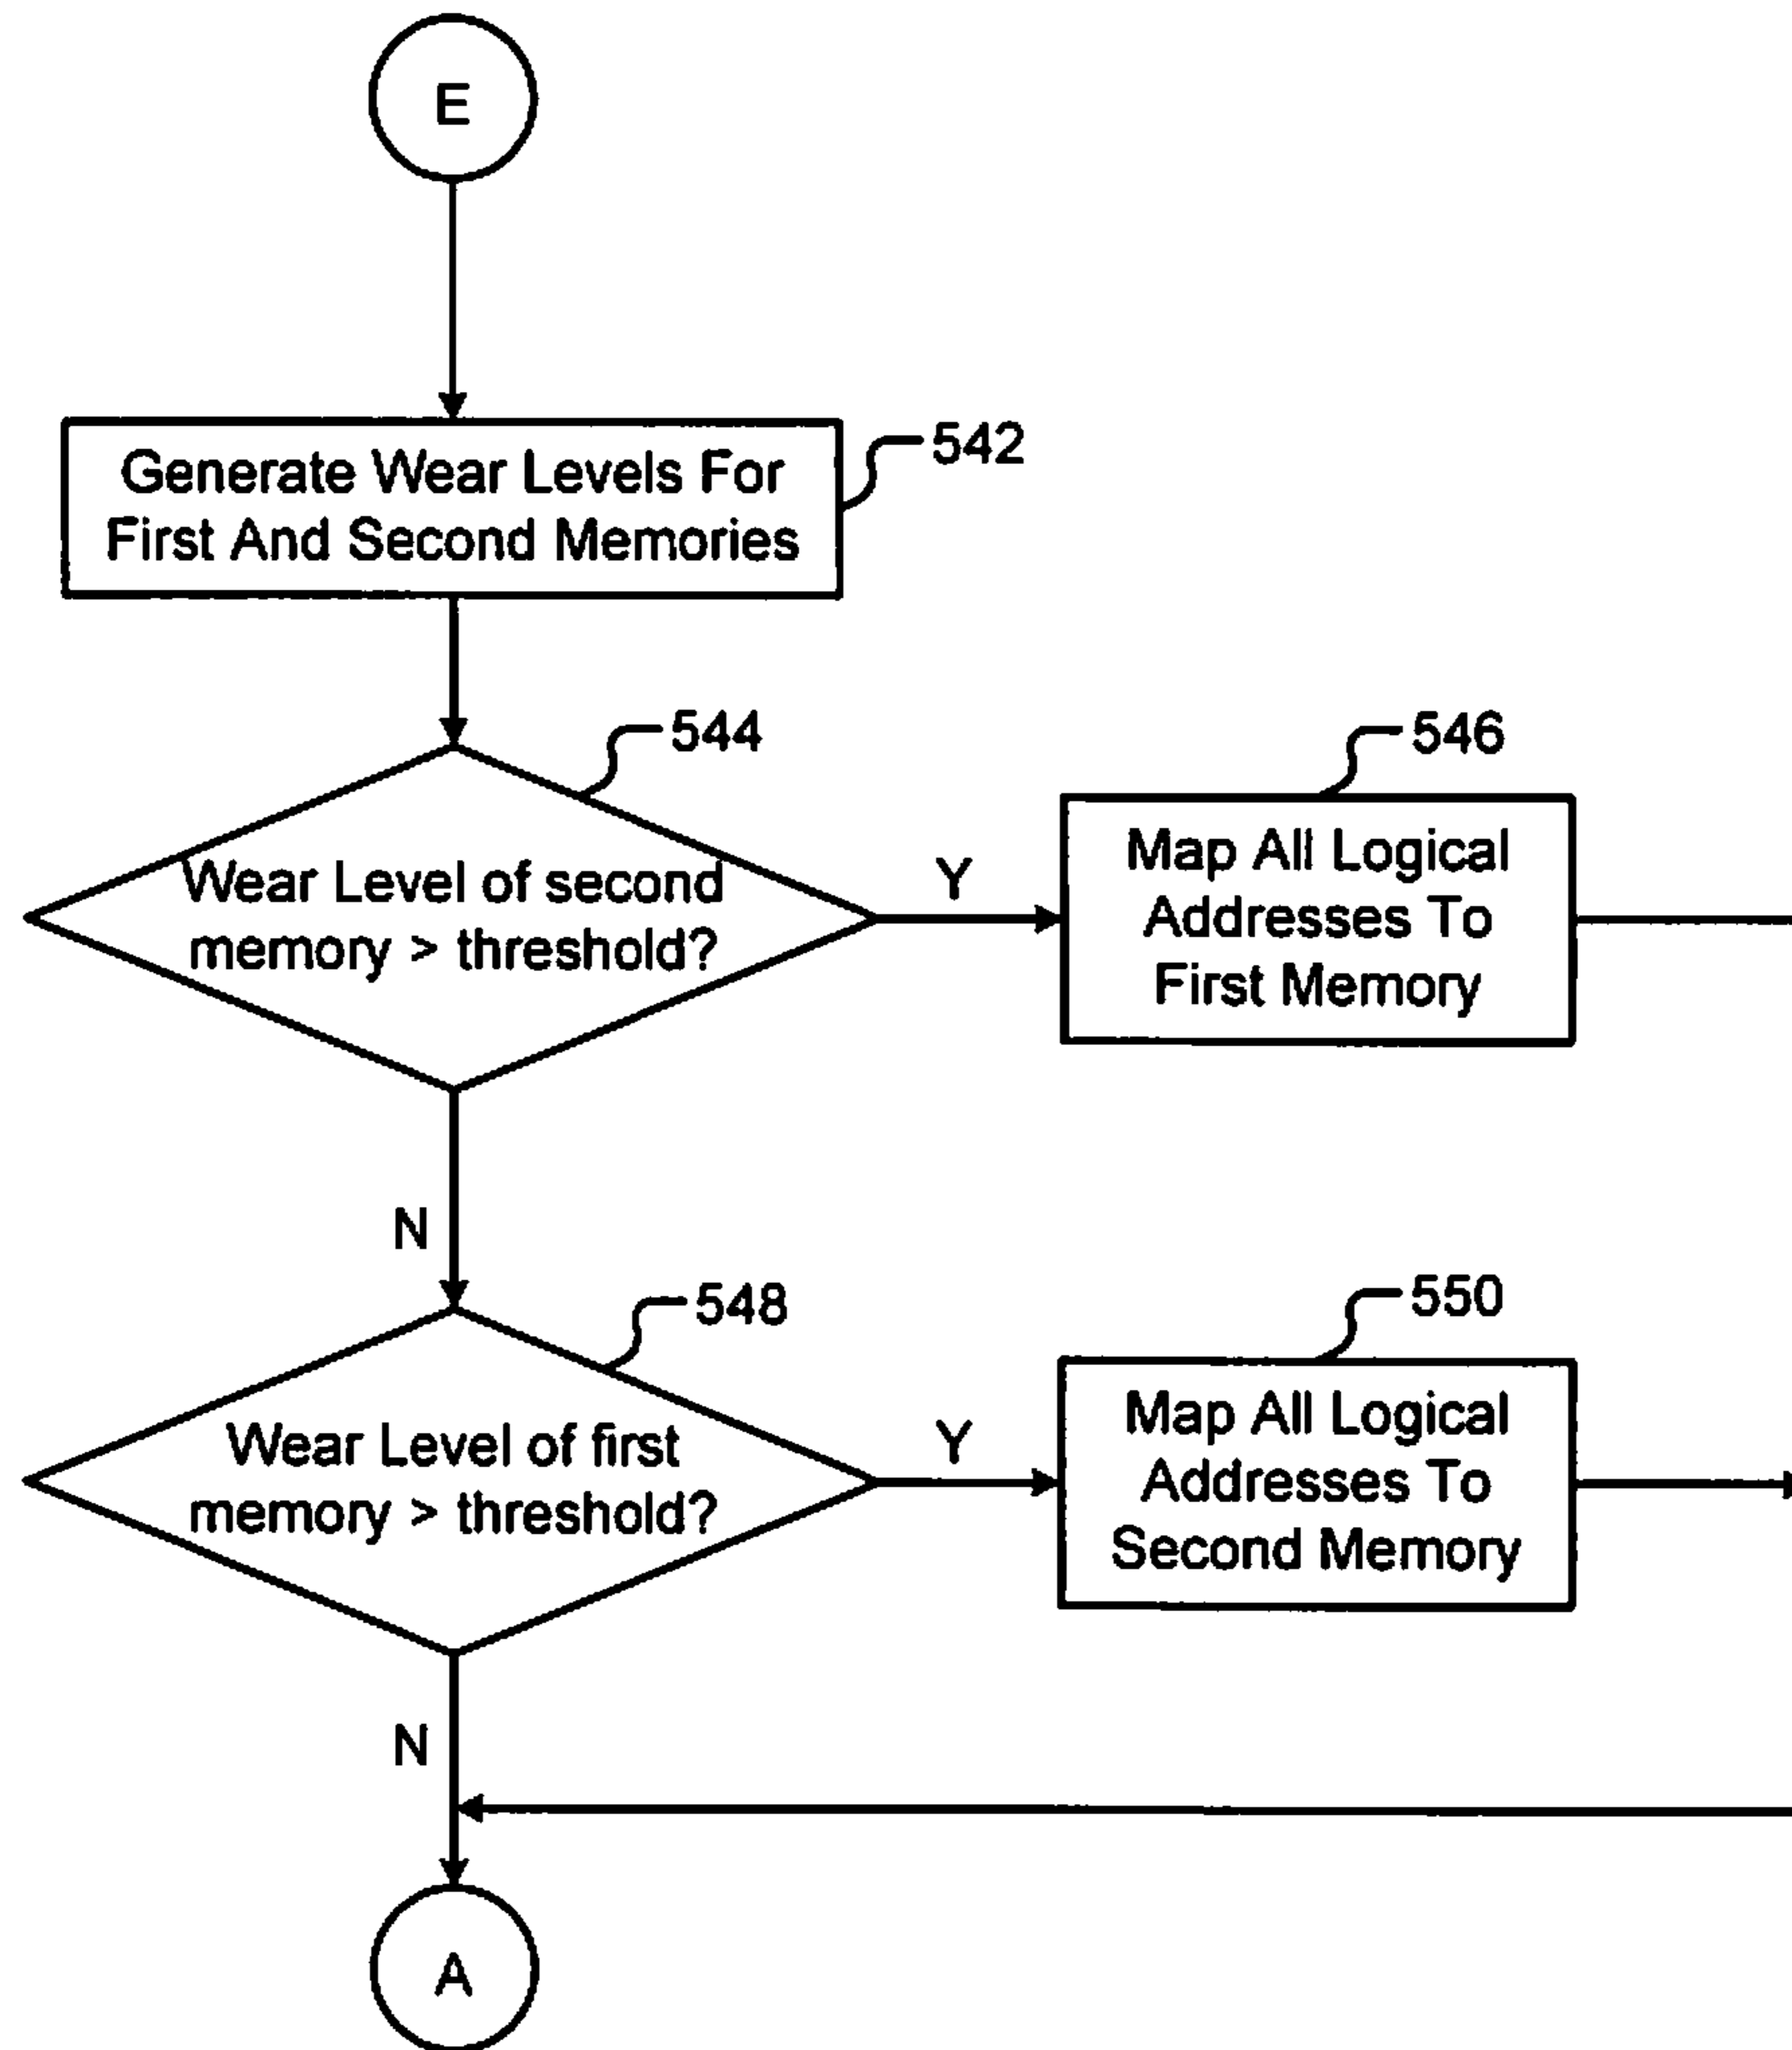 E
Generate Wear Levels For
First And Second Memories
542
544
Wear Level of second
memory > threshold?
Y
546
Map All Logical
Addresses To
First Memory
N
548
Wear Level of first
memory > threshold?
Y
550
Map All Logical
Addresses To
Second Memory
N
A